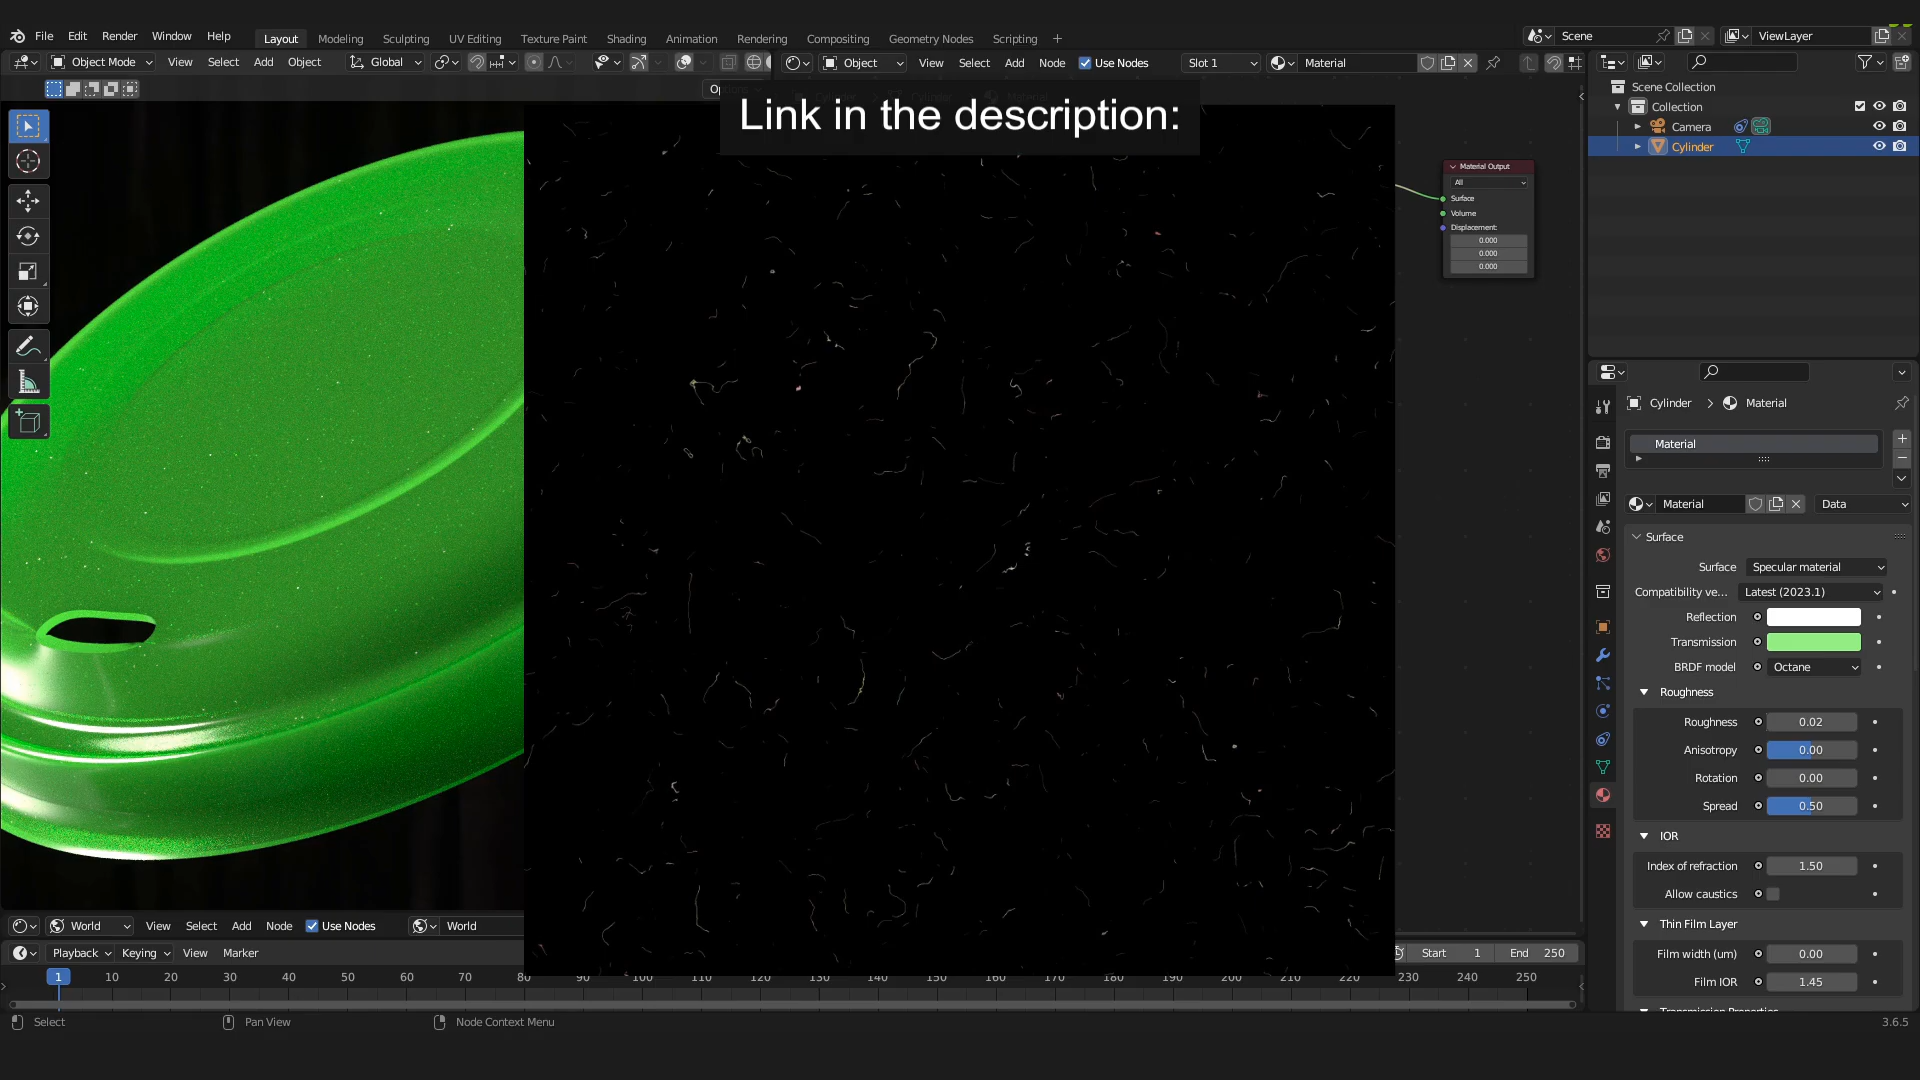 File Edit Render Window Help Layout Modeling Sculpting UV Editing Texture Paint Shading Animation Rendering Compositing Geometry Nodes Scripting + Scene ViewLayer
Object Mode View Select Add Object Global Object View Select Add Node Use Nodes Slot 1 Material
Link in the description:
Scene Collection
Collection
Camera
Cylinder
Material Output
All
Surface
Volume
Displacement:
0.000
0.000
0.000
Cylinder > Material
Material
Material Data
Surface
Surface Specular material
Compatibility ve... Latest (2023.1)
Reflection
Transmission
BRDF model Octane
Roughness
Roughness 0.02
Anisotropy 0.00
Rotation 0.00
Spread 0.50
IOR
Index of refraction 1.50
Allow caustics
Thin Film Layer
Film width (um) 0.00
Film IOR 1.45
Transmission Properties
World View Select Add Node Use Nodes World
Playback Keying View Marker Start 1 End 250
1 10 20 30 40 50 60 70 80 90 100 110 120 130 140 150 160 170 180 190 200 210 220 230 240 250
Select Pan View Node Context Menu 3.6.5